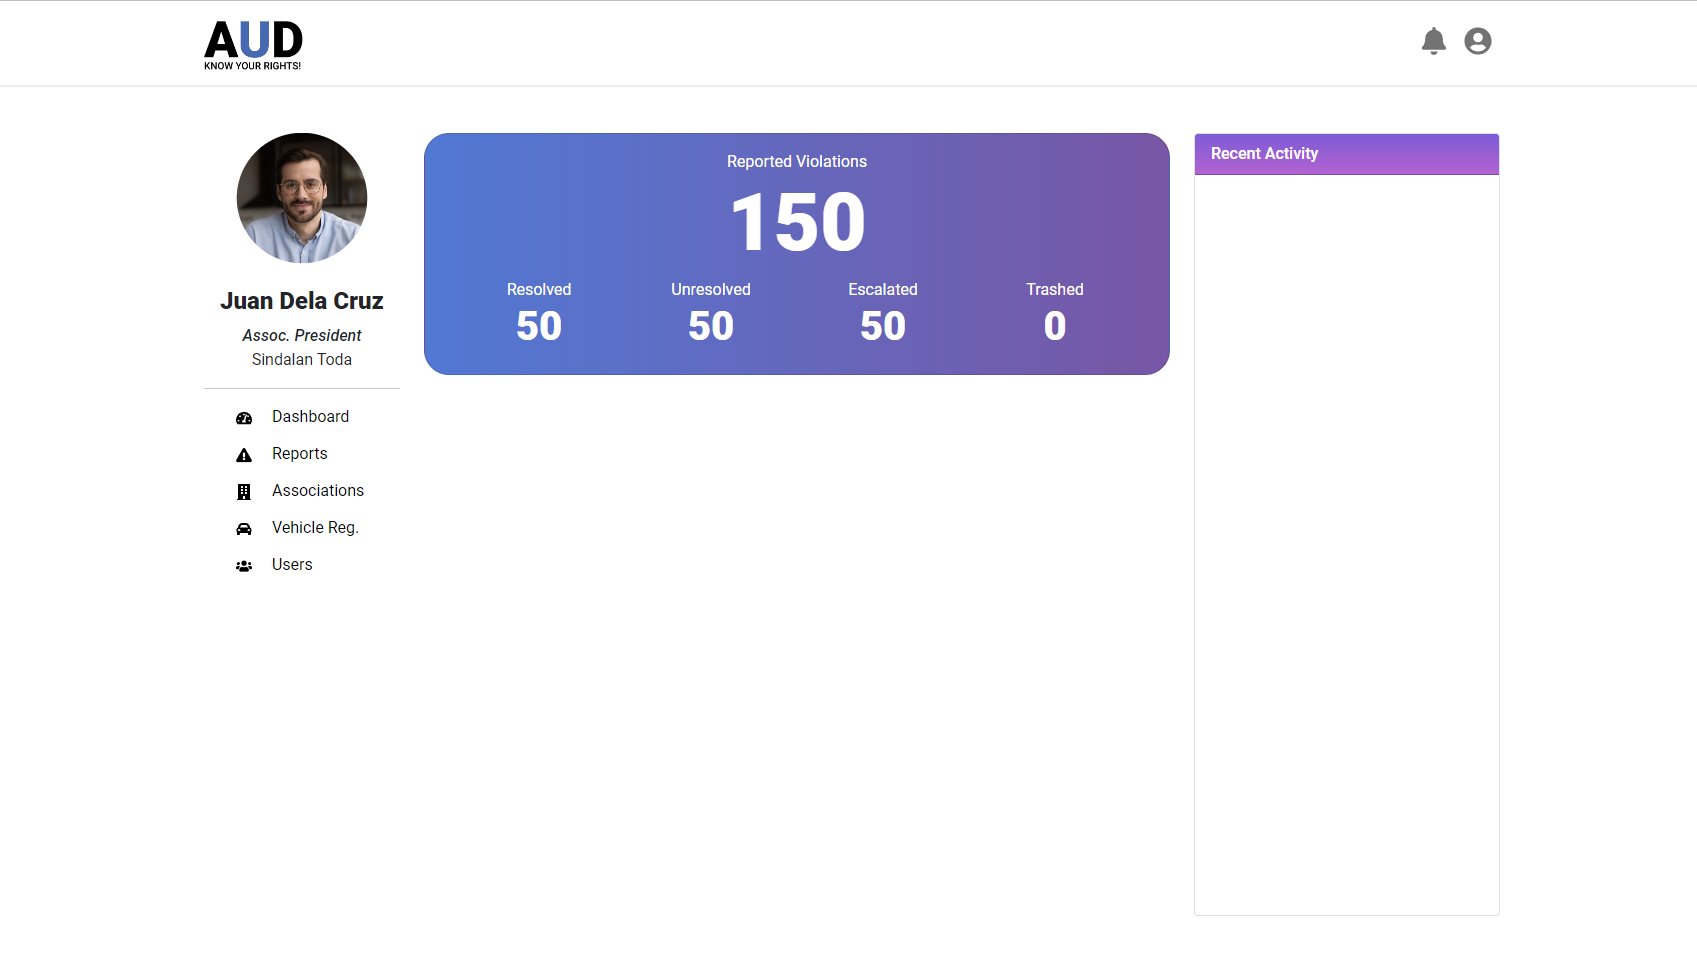 AUD
KNOW YOUR RIGHTS!
Juan Dela Cruz
Assoc. President
Sindalan Toda
Dashboard
Reports
Associations
Vehicle Reg.
Users
Reported Violations
150
Resolved Unresolved Escalated Trashed
50 50 50 0
Recent Activity